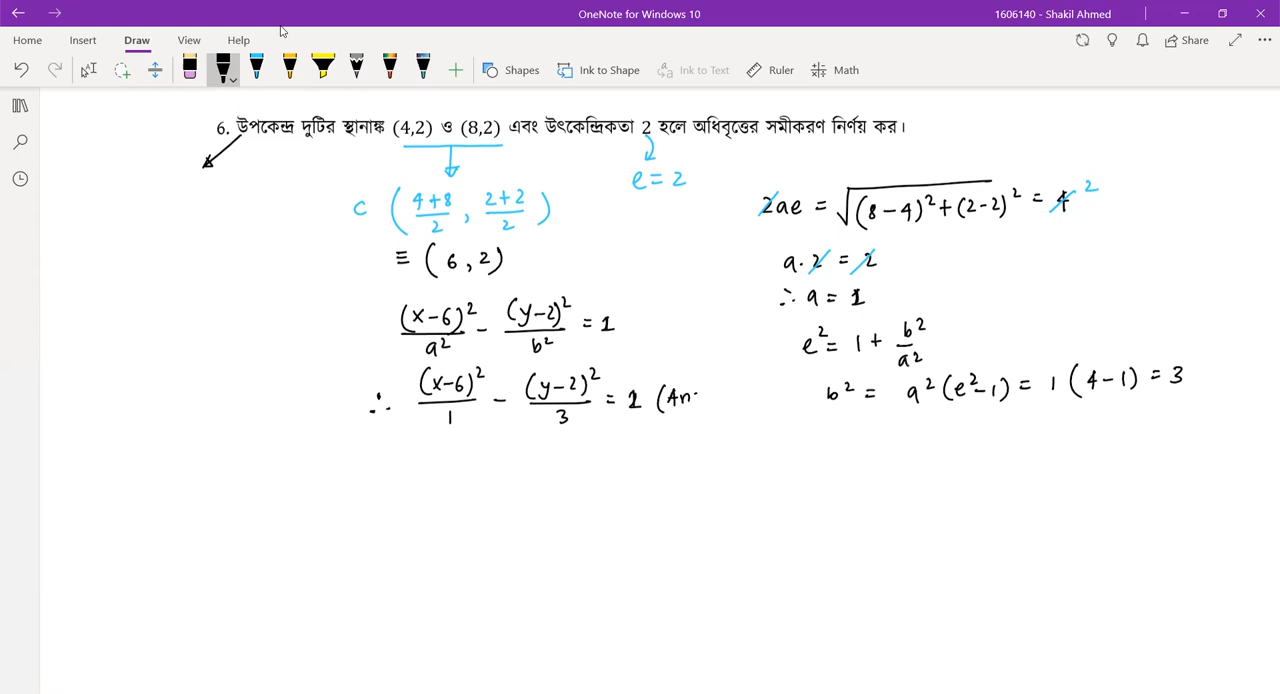 OneNote for Windows 10
1606140 - Shakil Ahmed
Home Insert Draw View Help
Share
Shapes Ink to Shape Ink to Text Ruler Math
6. উপকেন্দ্র দুটির স্থানাঙ্ক (4,2) ও (8,2) এবং উৎকেন্দ্রিকতা 2 হলে অধিবৃত্তের সমীকরণ নির্ণয় কর।
e = 2
C ( (4+8)/2 , (2+2)/2 )
≡ (6, 2)
(x-6)²/a² - (y-2)²/b² = 1
∴ (x-6)²/1 - (y-2)²/3 = 1 (An.
2ae = √((8-4)² + (2-2)²) = 4 2
a . 2 = 2
∴ a = 1
e² = 1 + b²/a²
b² = a² (e² - 1) = 1 (4 - 1) = 3